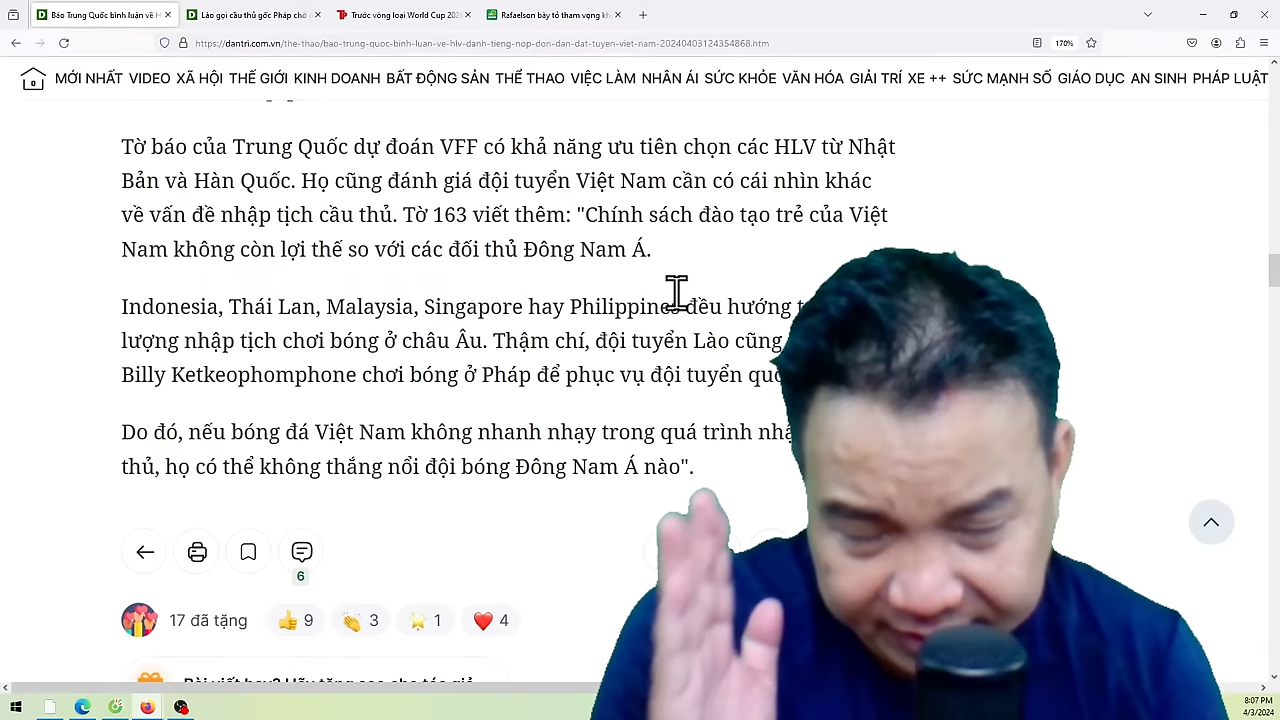 Báo Trung Quốc bình luận về H
Lào gọi cầu thủ gốc Pháp chờ
Trước vòng loại World Cup 202
Rafaelson bày tỏ tham vọng kh
https://dantri.com.vn/the-thao/bao-trung-quoc-binh-luan-ve-hlv-danh-tieng-nop-don-dan-dat-tuyen-viet-nam-20240403124354868.htm
170%
MỚI NHẤT VIDEO XÃ HỘI THẾ GIỚI KINH DOANH BẤT ĐỘNG SẢN THỂ THAO VIỆC LÀM NHÂN ÁI SỨC KHỎE VĂN HÓA GIẢI TRÍ XE ++ SỨC MẠNH SỐ GIÁO DỤC AN SINH PHÁP LUẬT
Tờ báo của Trung Quốc dự đoán VFF có khả năng ưu tiên chọn các HLV từ Nhật
Bản và Hàn Quốc. Họ cũng đánh giá đội tuyển Việt Nam cần có cái nhìn khác
về vấn đề nhập tịch cầu thủ. Tờ 163 viết thêm: "Chính sách đào tạo trẻ của Việt
Nam không còn lợi thế so với các đối thủ Đông Nam Á.
Indonesia, Thái Lan, Malaysia, Singapore hay Philippines đều hướng
lượng nhập tịch chơi bóng ở châu Âu. Thậm chí, đội tuyển Lào cũng
Billy Ketkeophomphone chơi bóng ở Pháp để phục vụ đội tuyển
Do đó, nếu bóng đá Việt Nam không nhanh nhạy trong quá trình
thủ, họ có thể không thắng nổi đội bóng Đông Nam Á nào".
6
17 đã tặng
9
3
1
4
Bài viết hay? Hãy tặng sao cho tác giả
8:07 PM
4/3/2024